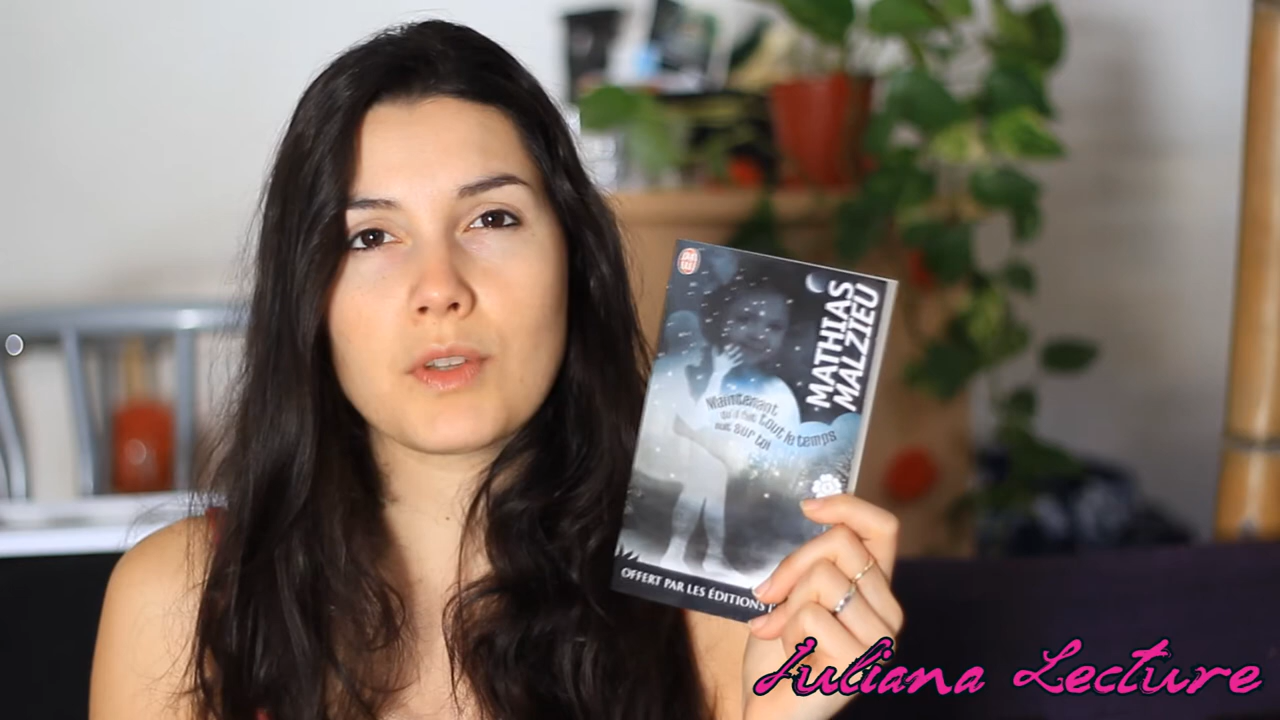 J'AI
LU
MATHIAS
MALZIEU
Maintenant
qu'il fait tout le temps
nuit sur toi
OFFERT PAR LES ÉDITIONS J
Juliana Lecture